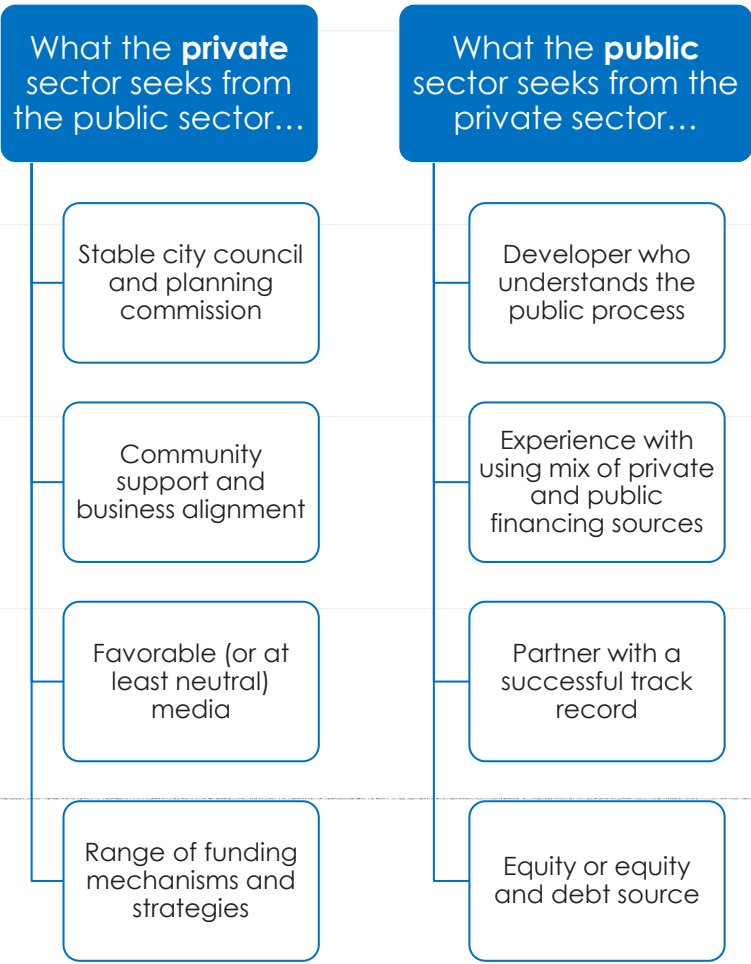 What the private
sector seeks from
the public sector…
Stable city council
and planning
commission
Community
support and
business alignment
Favorable (or at
least neutral)
media
Range of funding
mechanisms and
strategies
What the public
sector seeks from the
private sector…
Developer who
understands the
public process
Experience with
using mix of private
and public
financing sources
Partner with a
successful track
record
Equity or equity
and debt source